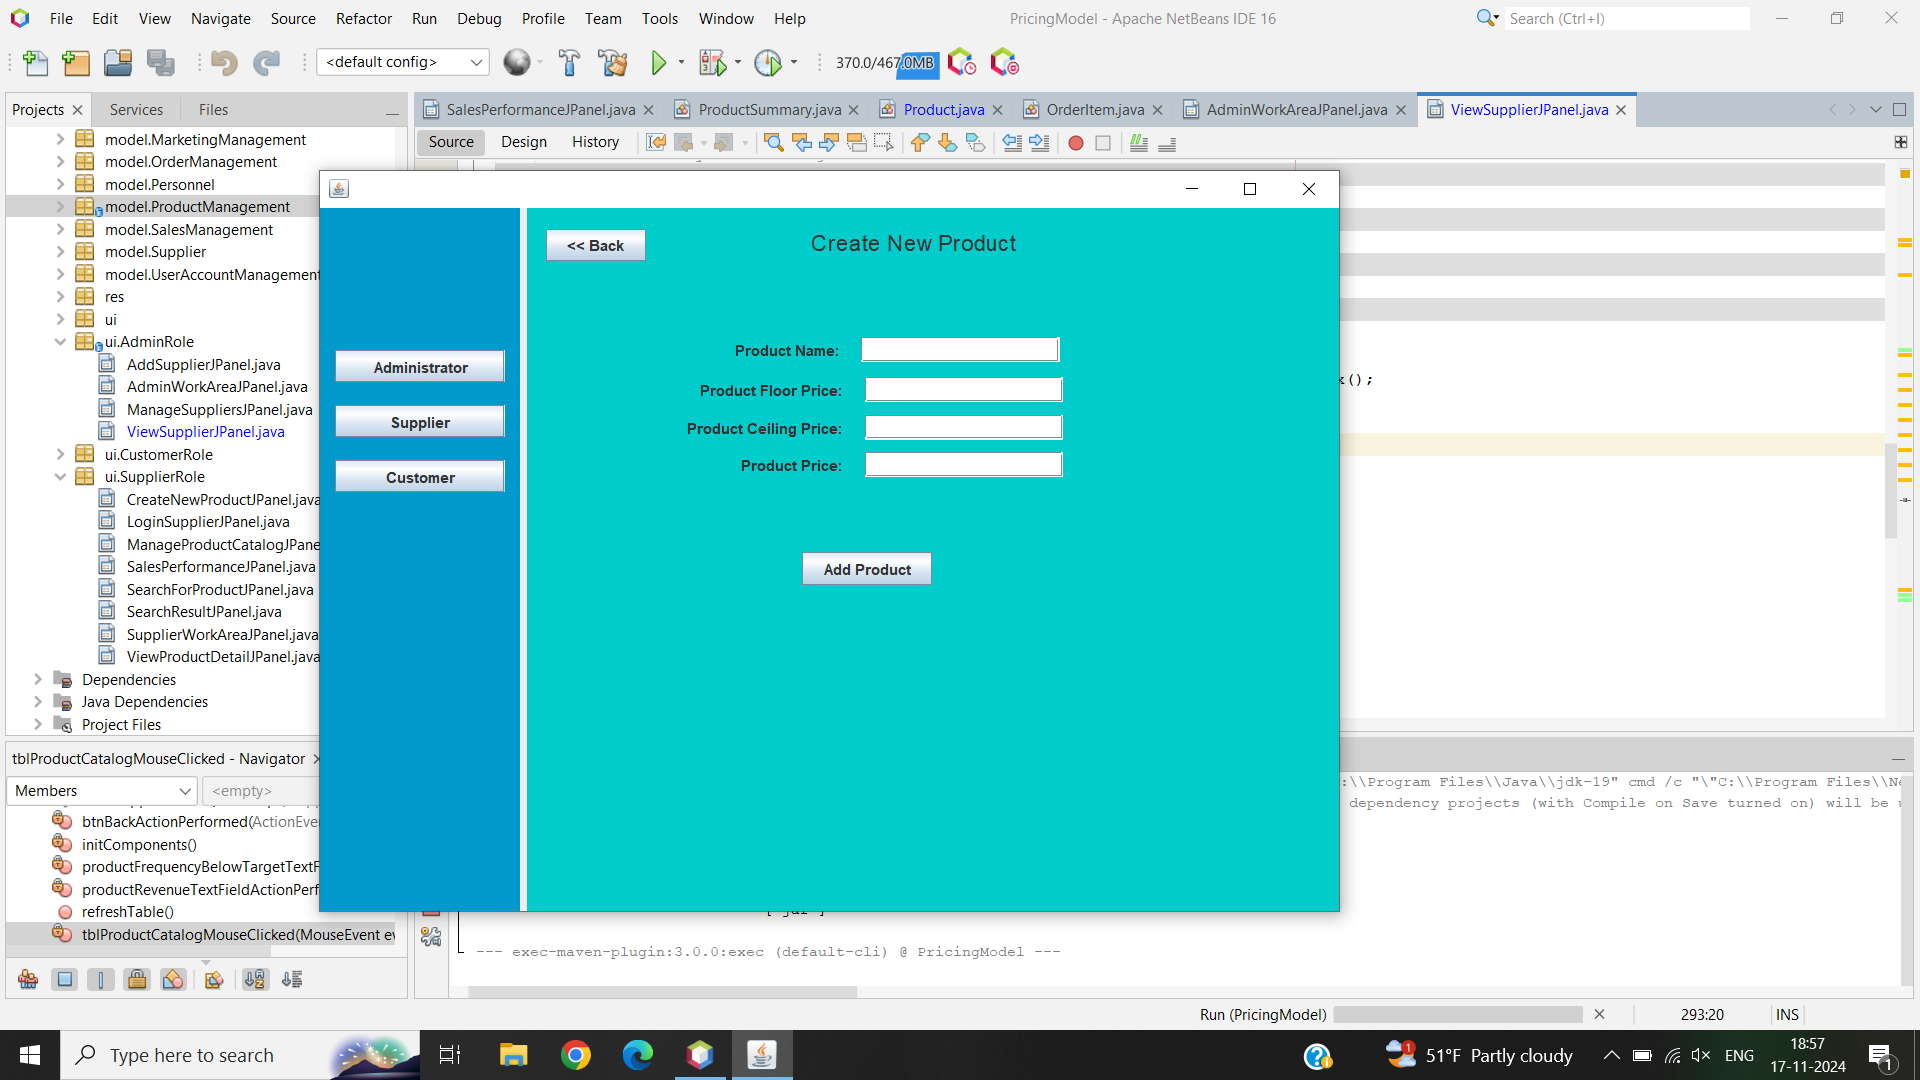 File Edit View Navigate Source Refactor Run Debug Profile Team Tools Window Help
PricingModel - Apache NetBeans IDE 16
Search (Ctrl+I)
<default config>
370.0/467.0MB
Projects Services Files
SalesPerformanceJPanel.java ProductSummary.java Product.java OrderItem.java AdminWorkAreaJPanel.java ViewSupplierJPanel.java
Source Design History
model.MarketingManagement
model.OrderManagement
model.Personnel
model.ProductManagement
model.SalesManagement
model.Supplier
model.UserAccountManagement
res
ui
ui.AdminRole
AddSupplierJPanel.java
AdminWorkAreaJPanel.java
ManageSuppliersJPanel.java
ViewSupplierJPanel.java
ui.CustomerRole
ui.SupplierRole
CreateNewProductJPanel.java
LoginSupplierJPanel.java
ManageProductCatalogJPane
SalesPerformanceJPanel.java
SearchForProductJPanel.java
SearchResultJPanel.java
SupplierWorkAreaJPanel.java
ViewProductDetailJPanel.java
Dependencies
Java Dependencies
Project Files
<< Back
Create New Product
Administrator
Supplier
Customer
Product Name:
Product Floor Price:
Product Ceiling Price:
Product Price:
Add Product
();
tblProductCatalogMouseClicked - Navigator
Members
<empty>
btnBackActionPerformed(ActionEve
initComponents()
productFrequencyBelowTargetTextF
productRevenueTextFieldActionPerf
refreshTable()
tblProductCatalogMouseClicked(MouseEvent ev
:\\Program Files\\Java\\jdk-19" cmd /c "\"C:\\Program Files\\Ne
dependency projects (with Compile on Save turned on) will be u
[ jar ]
--- exec-maven-plugin:3.0.0:exec (default-cli) @ PricingModel ---
Run (PricingModel)
293:20
INS
Type here to search
1
51°F Partly cloudy
ENG
18:57
17-11-2024
1